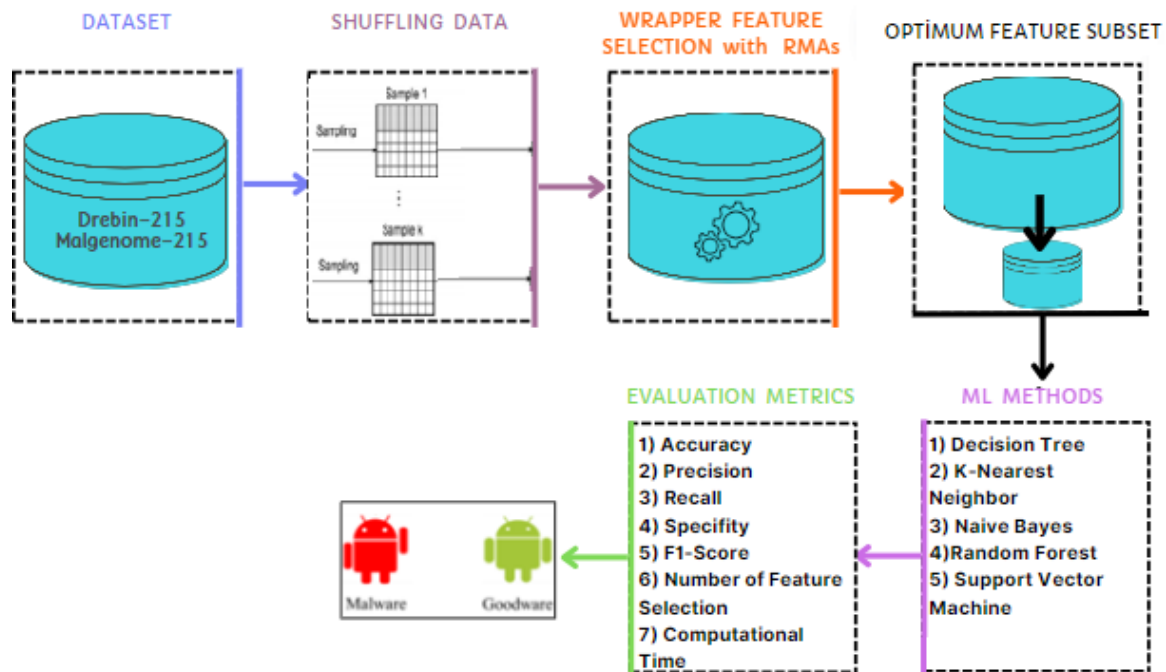 DATASET
SHUFFLING DATA
WRAPPER FEATURE
SELECTION with RMAs
OPTİMUM FEATURE SUBSET
Drebin-215
Malgenome-215
Sample 1
Sampling
Sample k
Sampling
EVALUATION METRICS
1) Accuracy
2) Precision
3) Recall
4) Specifity
5) F1-Score
6) Number of Feature
Selection
7) Computational
Time
ML METHODS
1) Decision Tree
2) K-Nearest
Neighbor
3) Naive Bayes
4)Random Forest
5) Support Vector
Machine
Malware
Goodware